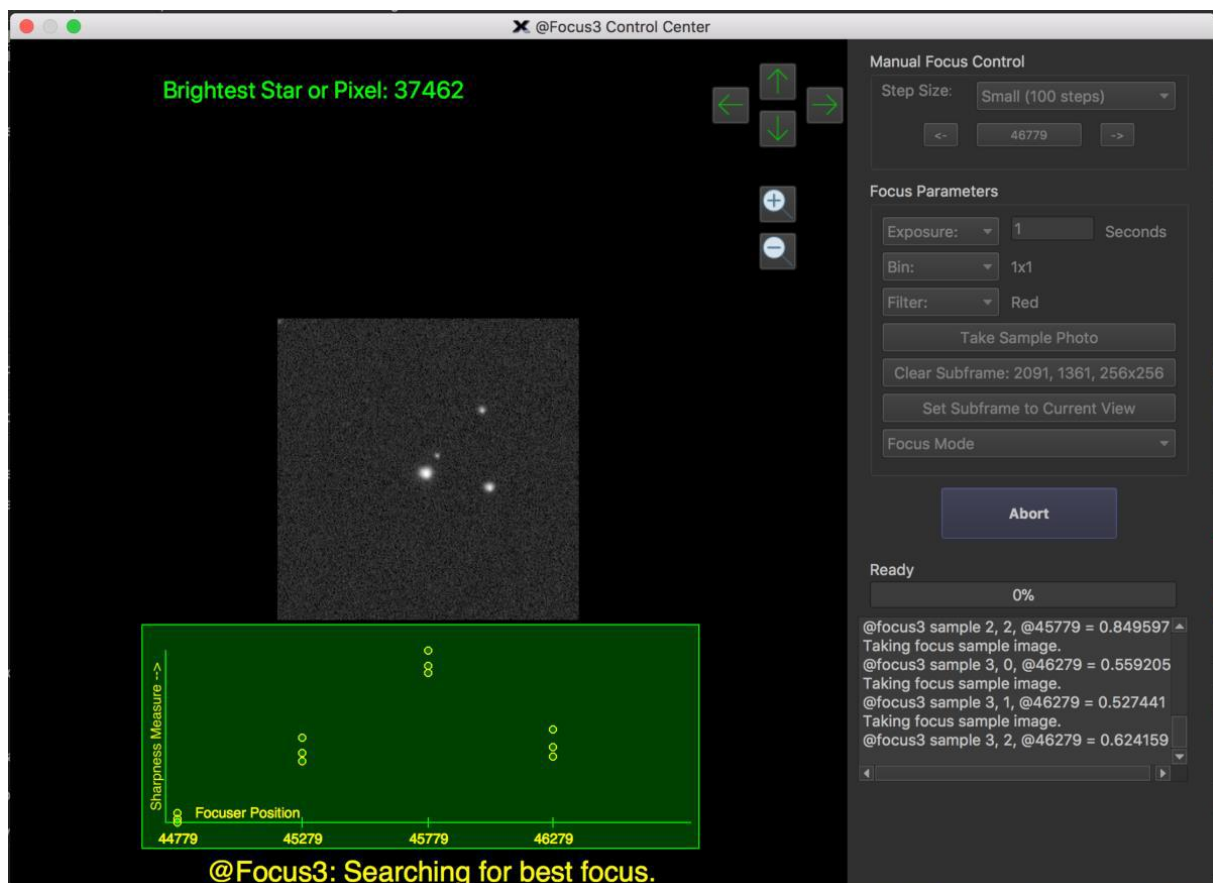 @Focus3 Control Center
Brightest Star or Pixel: 37462
Manual Focus Control
Step Size:
Small (100 steps)
<-
46779
->
Focus Parameters
Exposure:
1
Seconds
Bin:
1x1
Filter:
Red
Take Sample Photo
Clear Subframe: 2091, 1361, 256x256
Set Subframe to Current View
Focus Mode
Abort
Ready
0%
@focus3 sample 2, 2, @45779 = 0.849597
Taking focus sample image.
@focus3 sample 3, 0, @46279 = 0.559205
Taking focus sample image.
@focus3 sample 3, 1, @46279 = 0.527441
Taking focus sample image.
@focus3 sample 3, 2, @46279 = 0.624159
Sharpness Measure -->
Focuser Position
44779
45279
45779
46279
@Focus3: Searching for best focus.